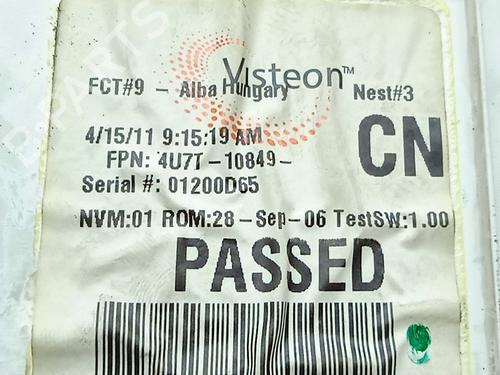 Visteon™
FCT#9 - Alba Hungary Nest#3
4/15/11 9:15:19 AM
CN
FPN: 4U7T-10849-
Serial #: 01200D65
NVM:01 ROM:28-Sep-06 TestSW:1.00
PASSED